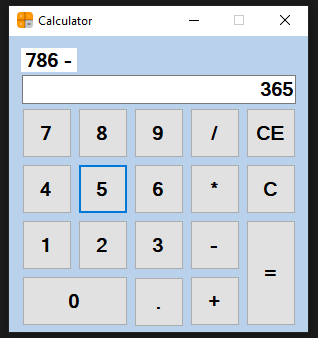 Calculator
786 -
365
7 8 9 / CE
4 5 6 * C
1 2 3 -
=
0 . +